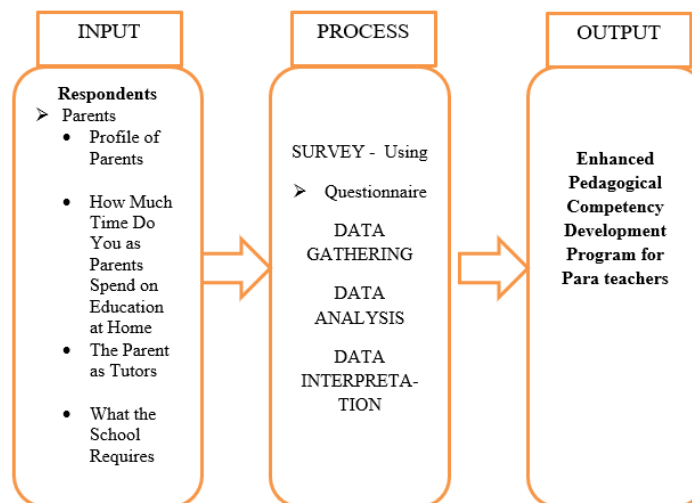 INPUT
Respondents
➢ Parents
• Profile of
Parents
• How Much
Time Do
You as
Parents
Spend on
Education
at Home
• The Parent
as Tutors
• What the
School
Requires
PROCESS
SURVEY - Using
➢ Questionnaire
DATA
GATHERING
DATA
ANALYSIS
DATA
INTERPRETA-
TION
OUTPUT
Enhanced
Pedagogical
Competency
Development
Program for
Para teachers